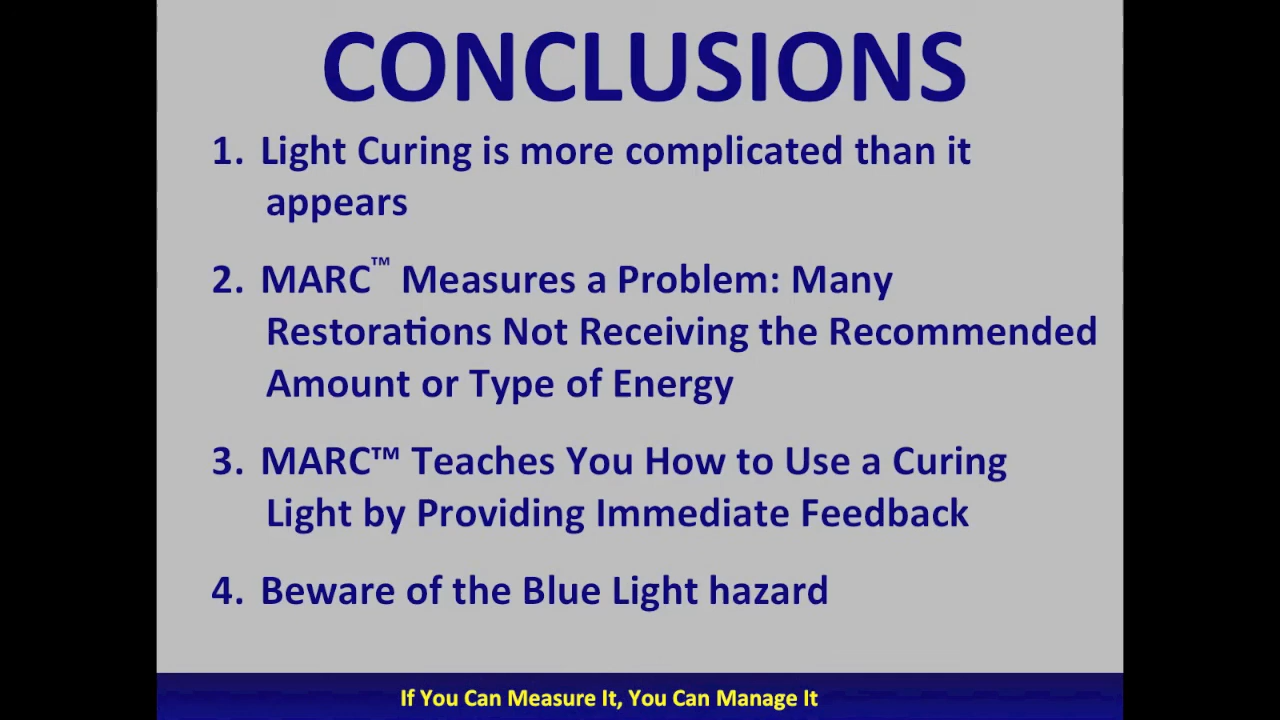 CONCLUSIONS
1. Light Curing is more complicated than it
appears
2. MARC™ Measures a Problem: Many
Restorations Not Receiving the Recommended
Amount or Type of Energy
3. MARC™ Teaches You How to Use a Curing
Light by Providing Immediate Feedback
4. Beware of the Blue Light hazard
If You Can Measure It, You Can Manage It